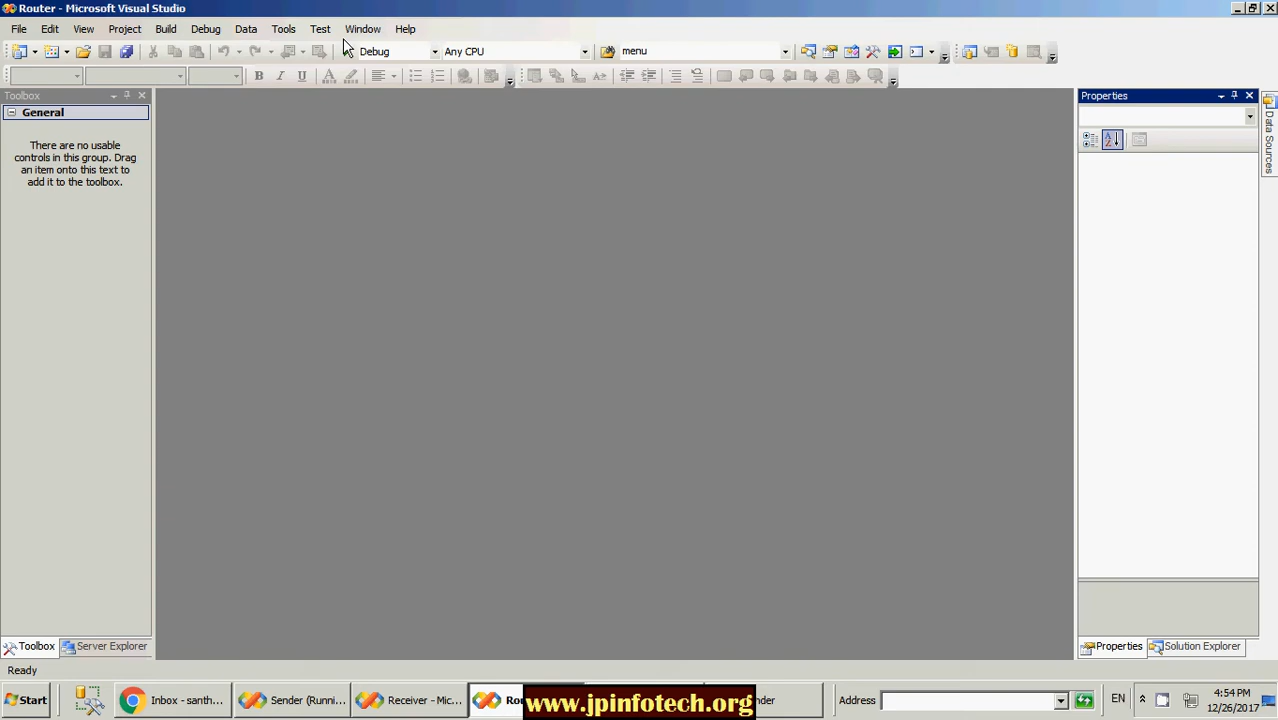 Router - Microsoft Visual Studio
File Edit View Project Build Debug Data Tools Test Window Help
Debug Any CPU menu
Toolbox
General
There are no usable
controls in this group. Drag
an item onto this text to
add it to the toolbox.
Properties
Data Sources
Toolbox Server Explorer
Properties Solution Explorer
Ready
Start Inbox - santh... Sender (Runni... Receiver - Mic... Address EN 4:54 PM
12/26/2017
www.jpinfotech.org